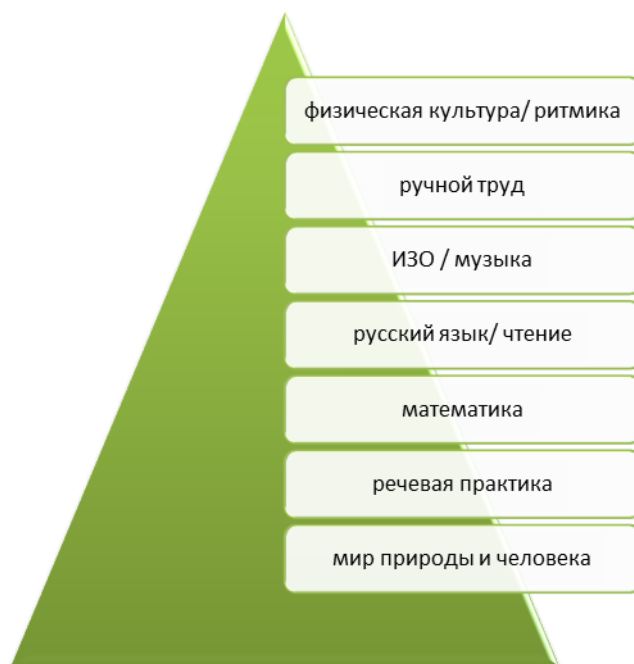 физическая культура/ ритмика
ручной труд
ИЗО / музыка
русский язык/ чтение
математика
речевая практика
мир природы и человека